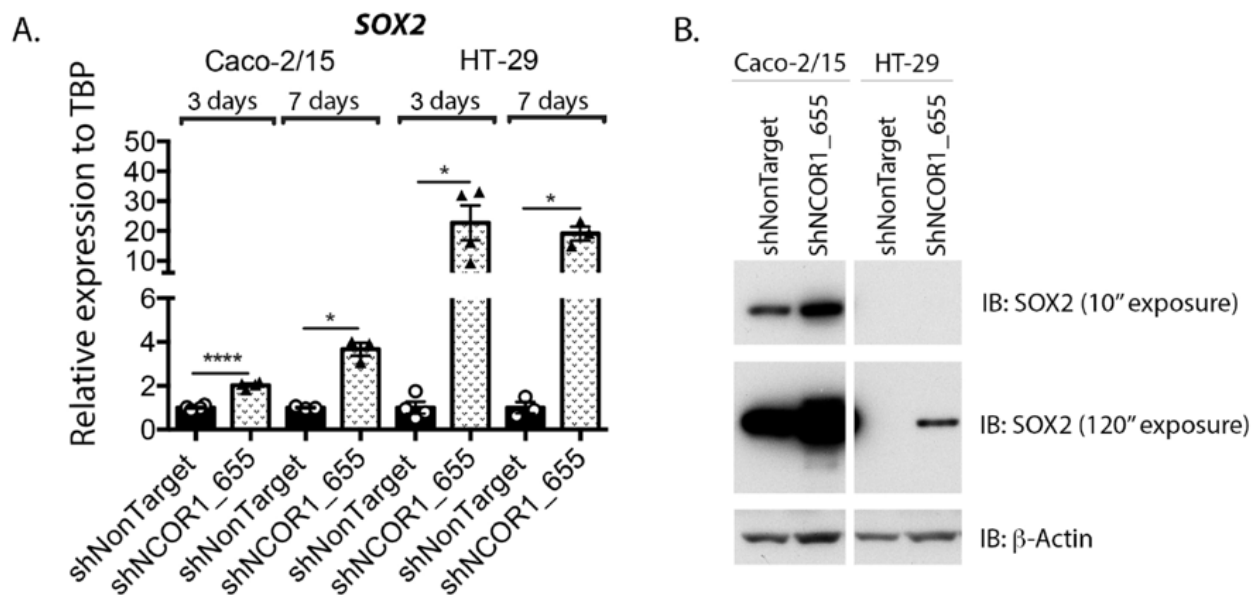 A.
SOX2
Caco-2/15 HT-29
3 days 7 days 3 days 7 days
Relative expression to TBP
50
40
30
20
10
6
4
2
0
**** * * *
shNonTarget
shNCOR1_655
shNonTarget
shNCOR1_655
shNonTarget
shNCOR1_655
shNonTarget
shNCOR1_655
B.
Caco-2/15 HT-29
shNonTarget
ShNCOR1_655
shNonTarget
ShNCOR1_655
IB: SOX2 (10” exposure)
IB: SOX2 (120” exposure)
IB: β-Actin